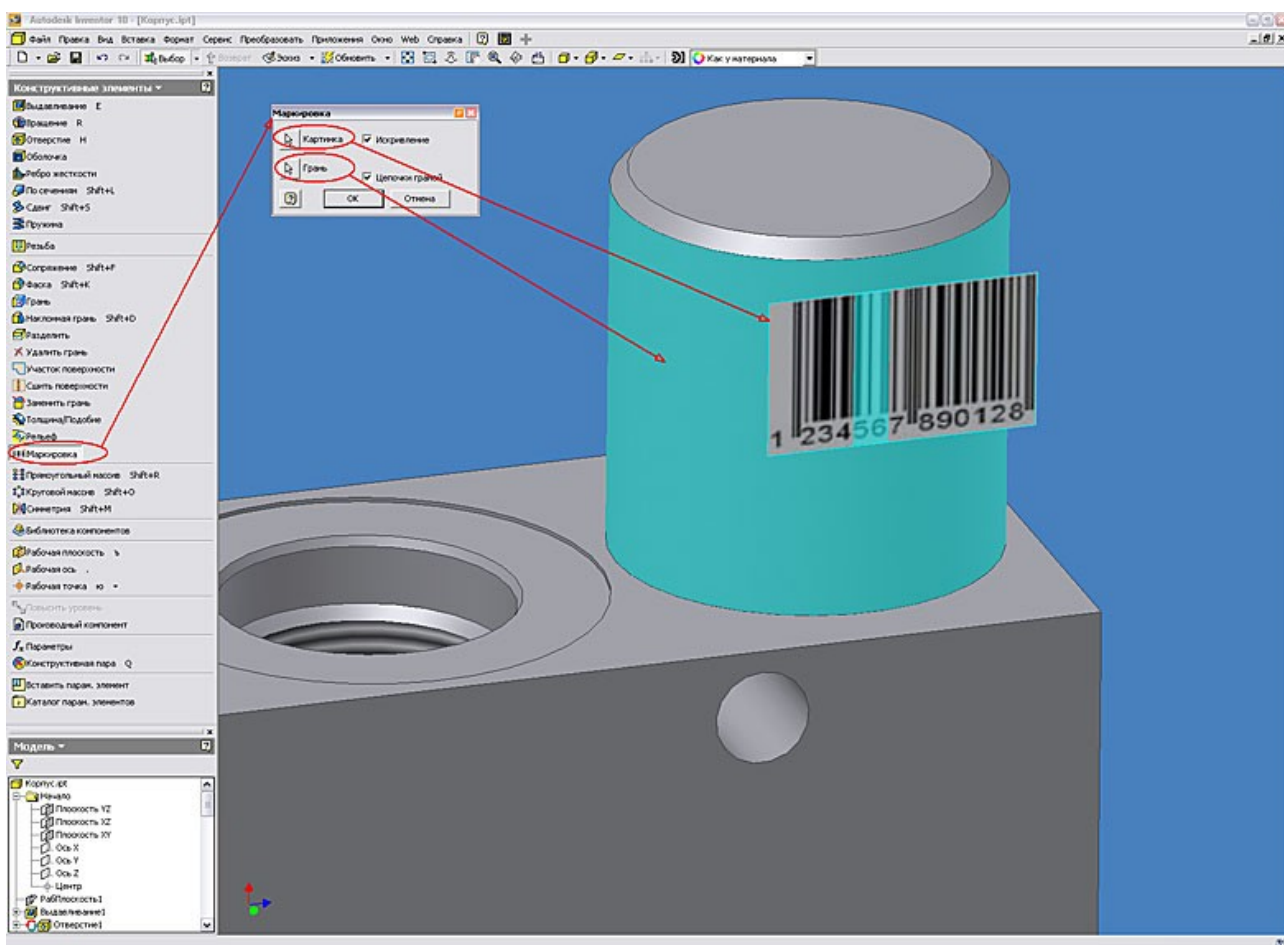 Autodesk Inventor 10 - [Корпус.ipt]
Файл Правка Вид Вставка Формат Сервис Преобразовать Приложения Окно Web Справка
Выбор Возврат Эскиз Обновить Как у материала
Конструктивные элементы
Выдавливание E
Вращение R
Отверстие H
Оболочка
Ребро жесткости
По сечениям Shift+L
Сдвиг Shift+S
Пружина
Резьба
Сопряжение Shift+F
Фаска Shift+K
Грань
Наклонная грань Shift+D
Разделить
Удалить грань
Участок поверхности
Сшить поверхности
Заменить грань
Толщина/Подобие
Рельеф
Маркировка
Прямоугольный массив Shift+R
Круговой массив Shift+O
Симметрия Shift+M
Библиотека компонентов
Рабочая плоскость ъ
Рабочая ось .
Рабочая точка ю
Повысить уровень
Производный компонент
fx Параметры
Конструктивная пара Q
Вставить парам. элемент
Каталог парам. элементов
Маркировка
Картинка Искривление
Грань
Цепочки граней
ОК Отмена
1 234567 890128
Модель
Корпус.ipt
Начало
Плоскость YZ
Плоскость XZ
Плоскость XY
Ось X
Ось Y
Ось Z
Центр
РабПлоскость1
Выдавливание1
Отверстие1